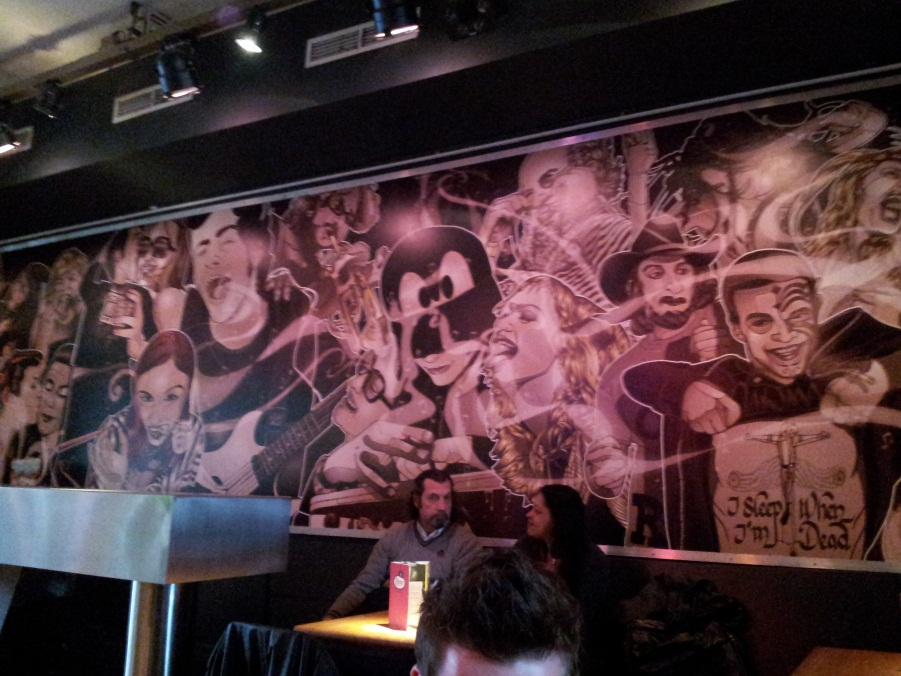 I Sleep When
I'm Dead
R